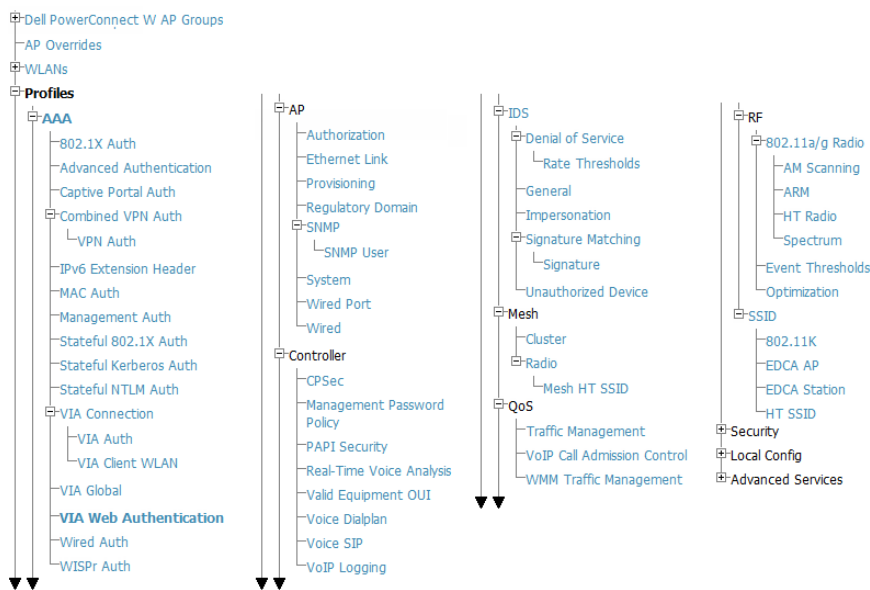 Dell PowerConnect W AP Groups
AP Overrides
WLANs
Profiles
AAA
802.1X Auth
Advanced Authentication
Captive Portal Auth
Combined VPN Auth
VPN Auth
IPv6 Extension Header
MAC Auth
Management Auth
Stateful 802.1X Auth
Stateful Kerberos Auth
Stateful NTLM Auth
VIA Connection
VIA Auth
VIA Client WLAN
VIA Global
VIA Web Authentication
Wired Auth
WISPr Auth
AP
Authorization
Ethernet Link
Provisioning
Regulatory Domain
SNMP
SNMP User
System
Wired Port
Wired
Controller
CPSec
Management Password
Policy
PAPI Security
Real-Time Voice Analysis
Valid Equipment OUI
Voice Dialplan
Voice SIP
VoIP Logging
IDS
Denial of Service
Rate Thresholds
General
Impersonation
Signature Matching
Signature
Unauthorized Device
Mesh
Cluster
Radio
Mesh HT SSID
QoS
Traffic Management
VoIP Call Admission Control
WMM Traffic Management
RF
802.11a/g Radio
AM Scanning
ARM
HT Radio
Spectrum
Event Thresholds
Optimization
SSID
802.11K
EDCA AP
EDCA Station
HT SSID
Security
Local Config
Advanced Services